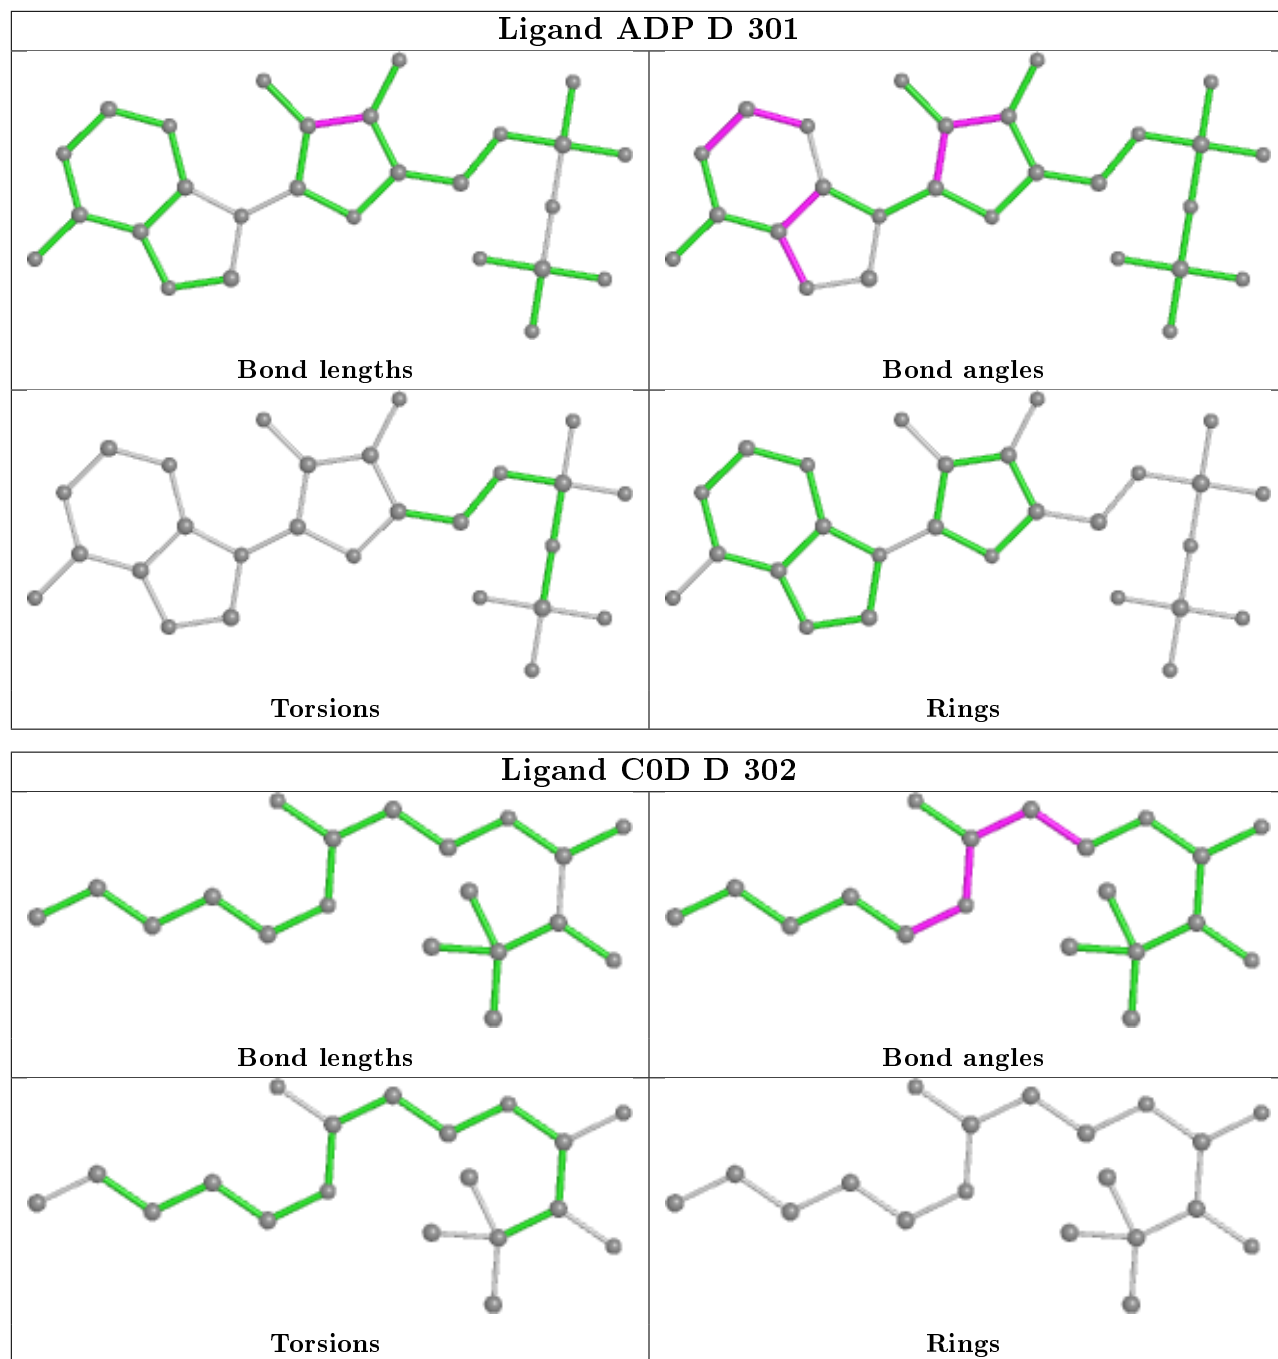 Ligand ADP D 301
Bond lengths
Bond angles
Torsions
Rings
Ligand C0D D 302
Bond lengths
Bond angles
Torsions
Rings